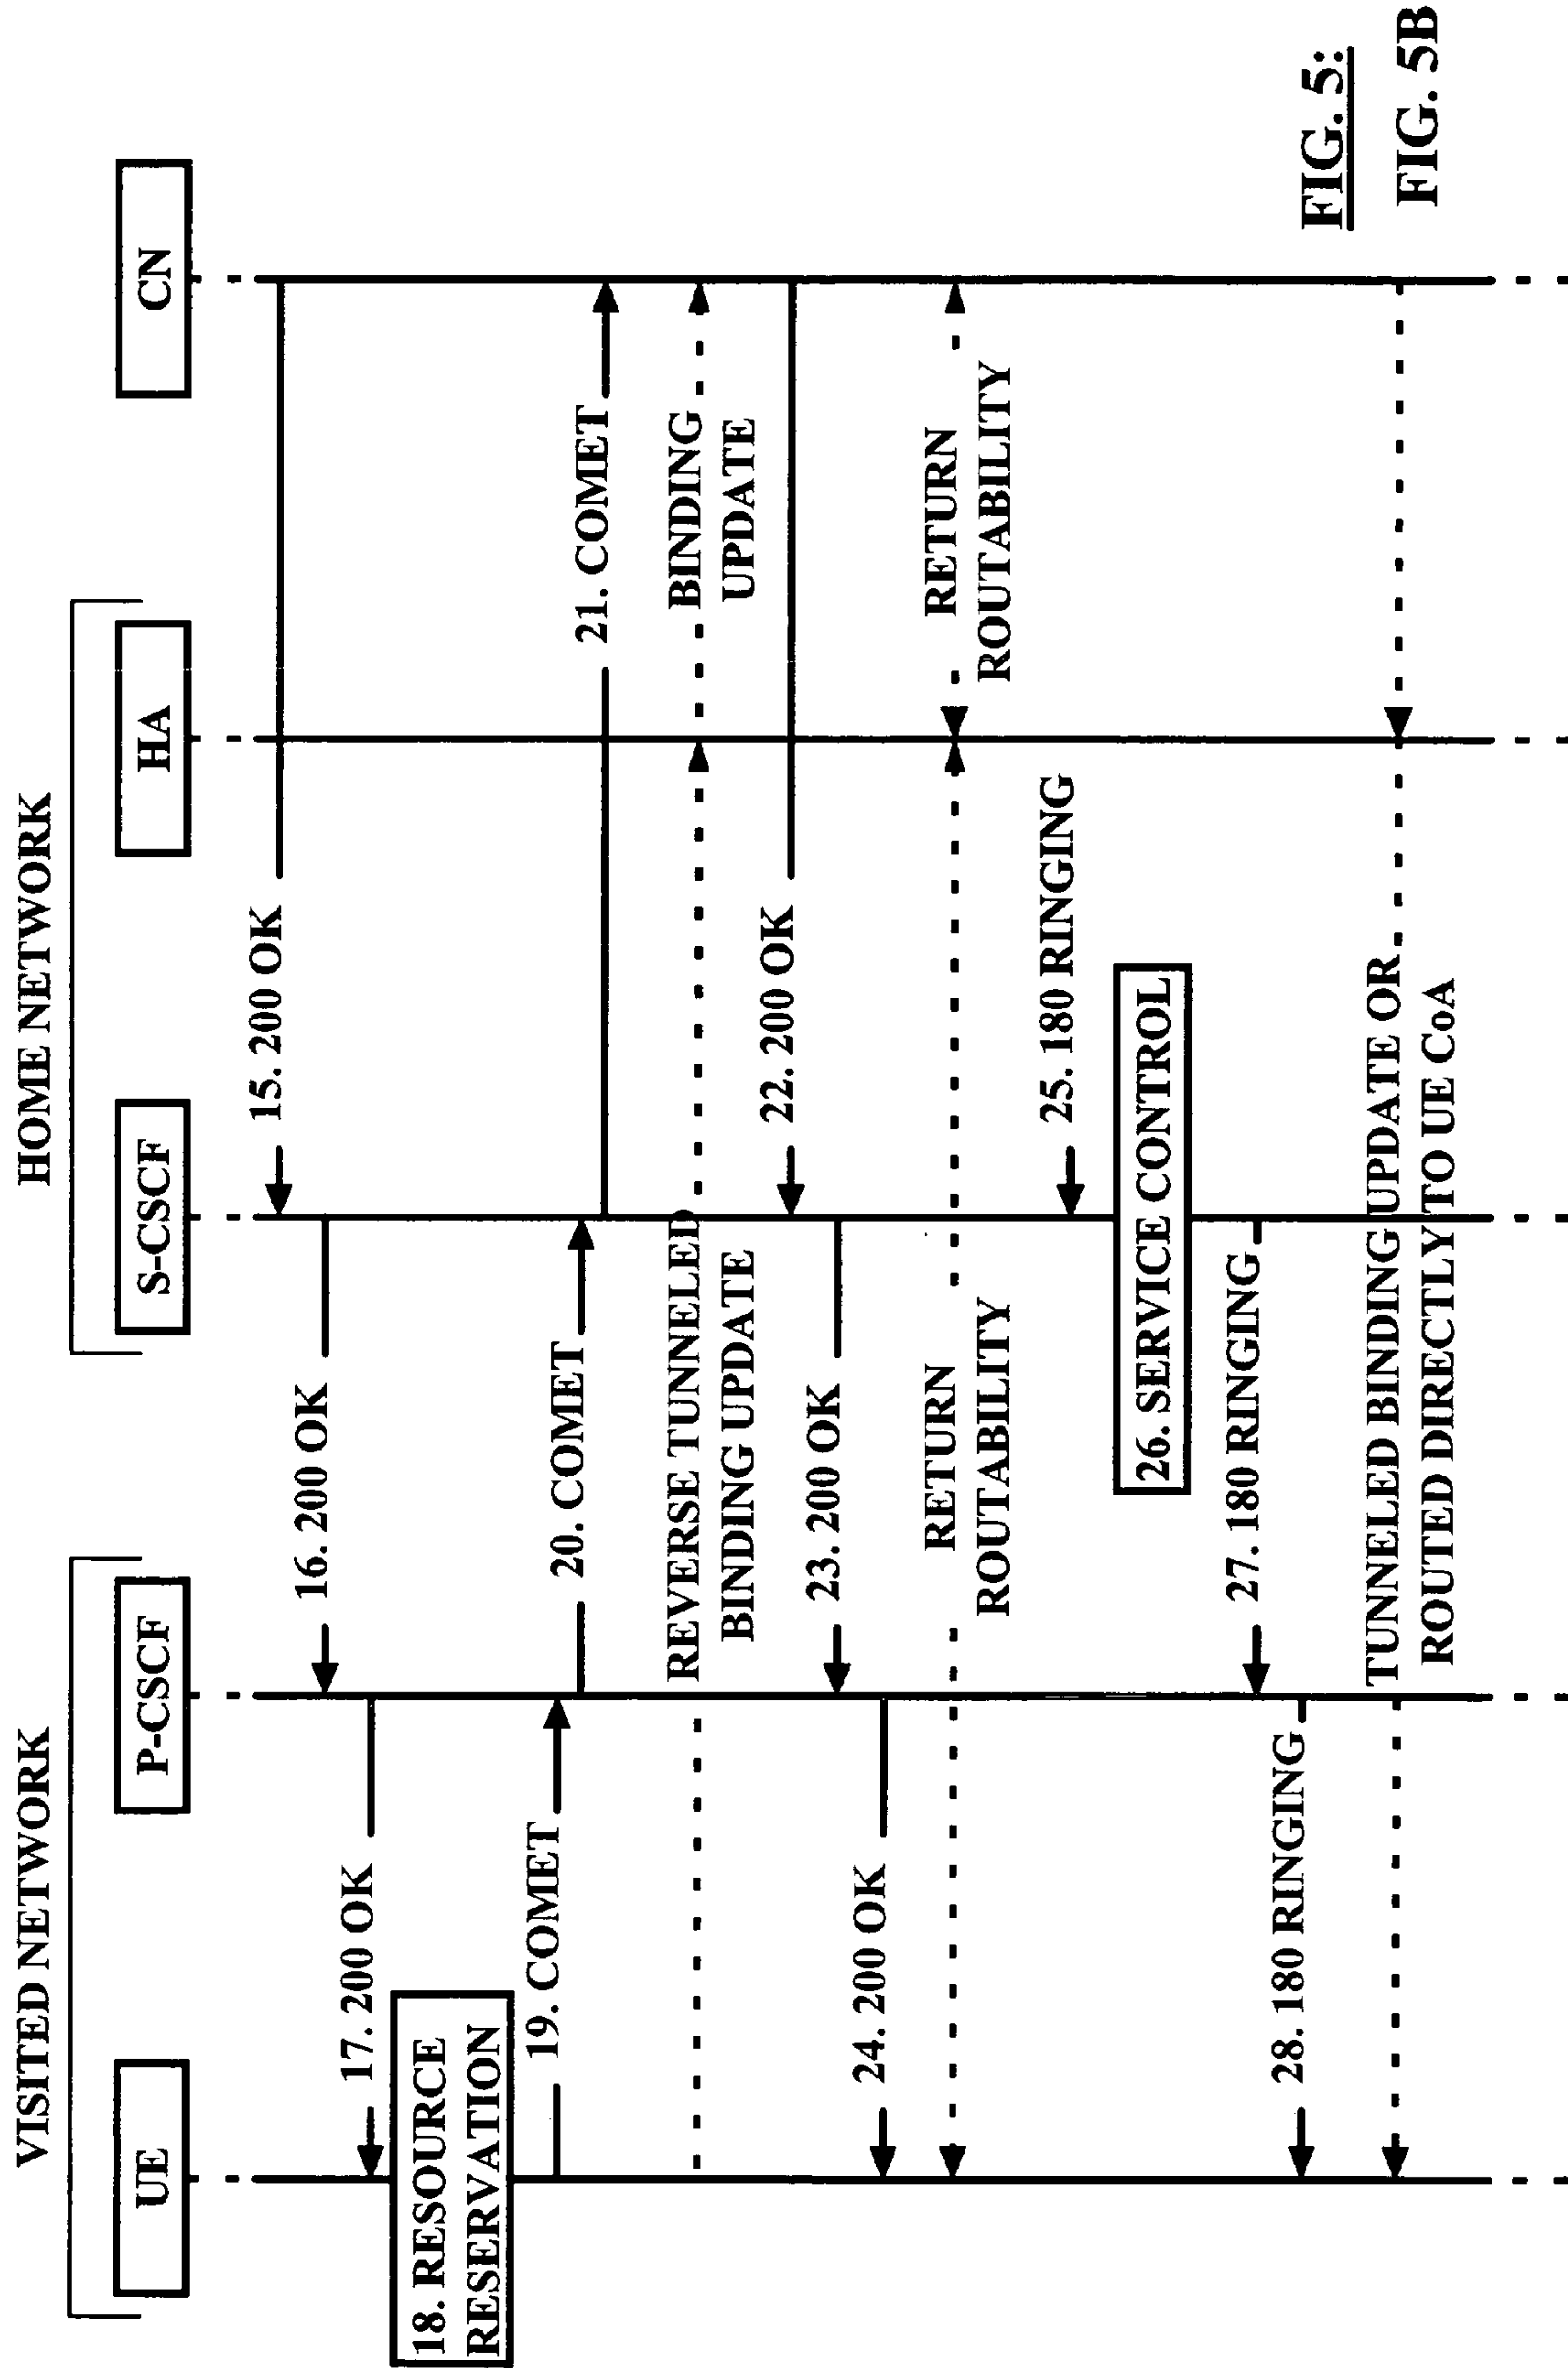 VISITED NETWORK
HOME NETWORK
UE
P-CSCF
S-CSCF
HA
CN
15. 200 OK
16. 200 OK
17. 200 OK
18. RESOURCE
RESERVATION
19. COMET
20. COMET
21. COMET
REVERSE TUNNELED
BINDING UPDATE
BINDING
UPDATE
22. 200 OK
23. 200 OK
24. 200 OK
RETURN
ROUTABILITY
RETURN
ROUTABILITY
25. 180 RINGING
26. SERVICE CONTROL
27. 180 RINGING
28. 180 RINGING
TUNNELED BINDING UPDATE OR
ROUTED DIRECTLY TO UE CoA
FIG. 5:
FIG. 5B